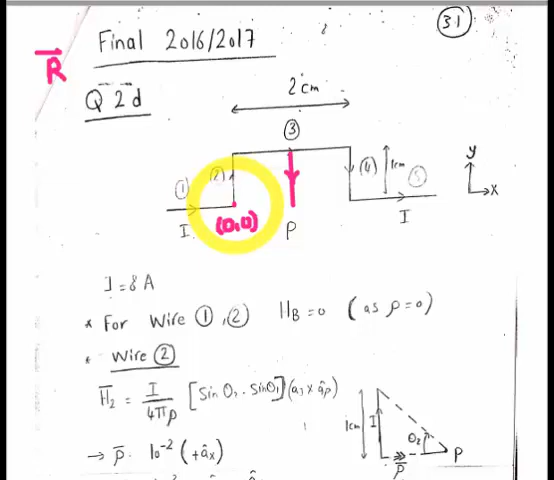 31
Final 2016/2017
R
Q 2 d
2 cm
③
② ④ 1cm ⑤ y
① x
(0,0)
I P I
I = 8 A
* For Wire ①,② H_B = 0 (as ρ=0)
* Wire ②
H̄₂ = I / 4πρ [Sin θ₂ - Sin θ₁] (a_I × â_ρ)
1cm I θ₂ P
→ ρ̄ = 10⁻² (+â_x) ρ̄